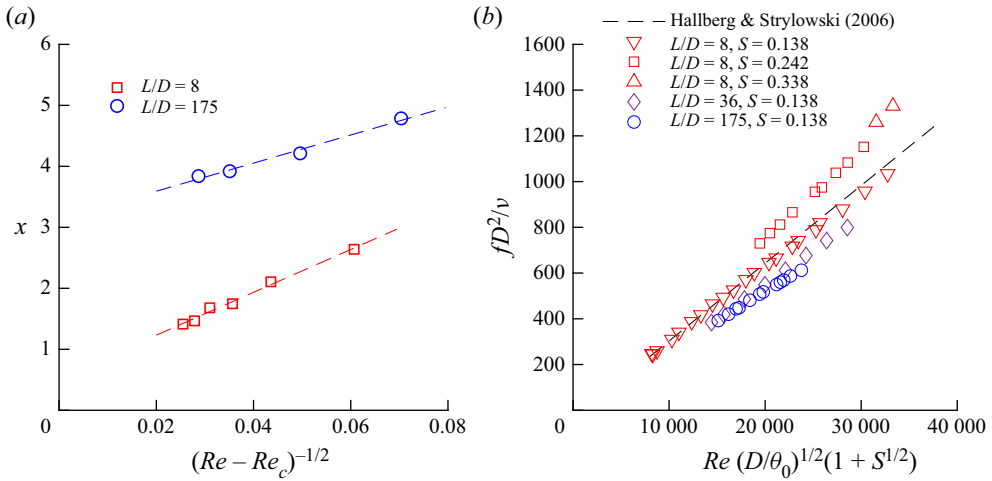 (a)
5
4
3
2
1
0
x
L/D = 8
L/D = 175
0.02
0.04
0.06
0.08
(Re – Re_c)^{–1/2}
(b)
1600
1400
1200
1000
800
600
400
200
0
fD²/ν
Hallberg & Strylowski (2006)
L/D = 8, S = 0.138
L/D = 8, S = 0.242
L/D = 8, S = 0.338
L/D = 36, S = 0.138
L/D = 175, S = 0.138
10 000
20 000
30 000
40 000
Re (D/θ₀)^{1/2}(1 + S^{1/2})